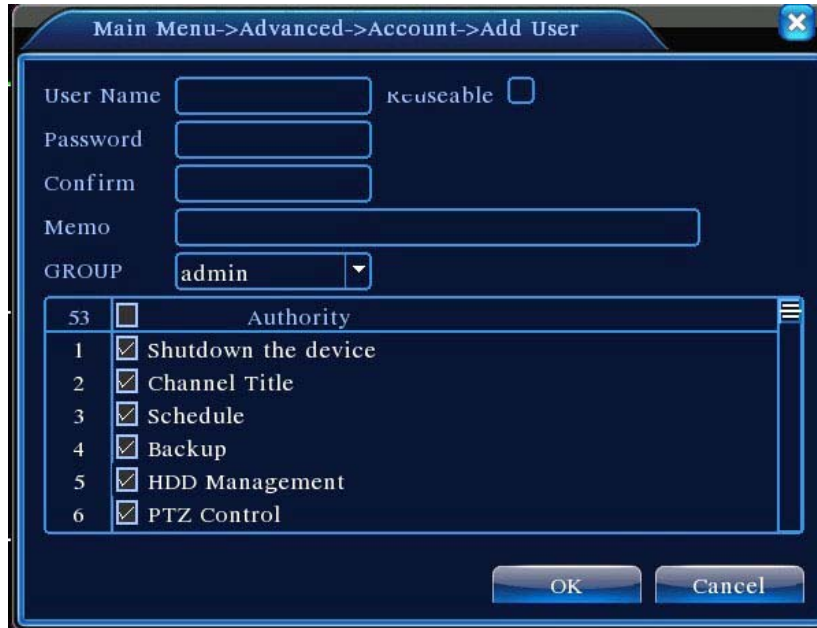 Main Menu->Advanced->Account->Add User
User Name Reuseable
Password
Confirm
Memo
GROUP admin
53 Authority
1 Shutdown the device
2 Channel Title
3 Schedule
4 Backup
5 HDD Management
6 PTZ Control
OK Cancel